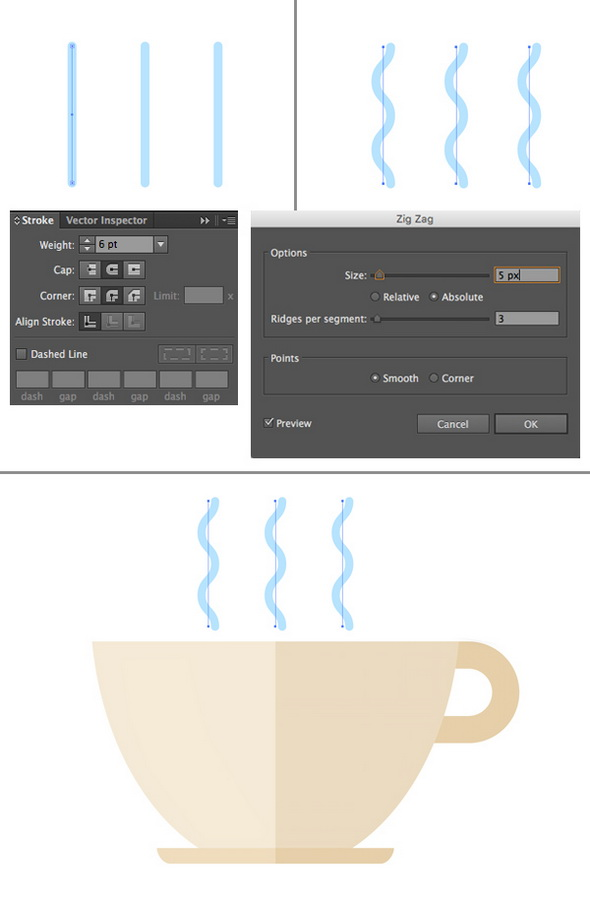 Stroke Vector Inspector
Weight: 6 pt
Cap:
Corner: Limit: x
Align Stroke:
Dashed Line
dash gap dash gap dash gap
Zig Zag
Options
Size: 5 px
Relative Absolute
Ridges per segment: 3
Points
Smooth Corner
Preview Cancel OK